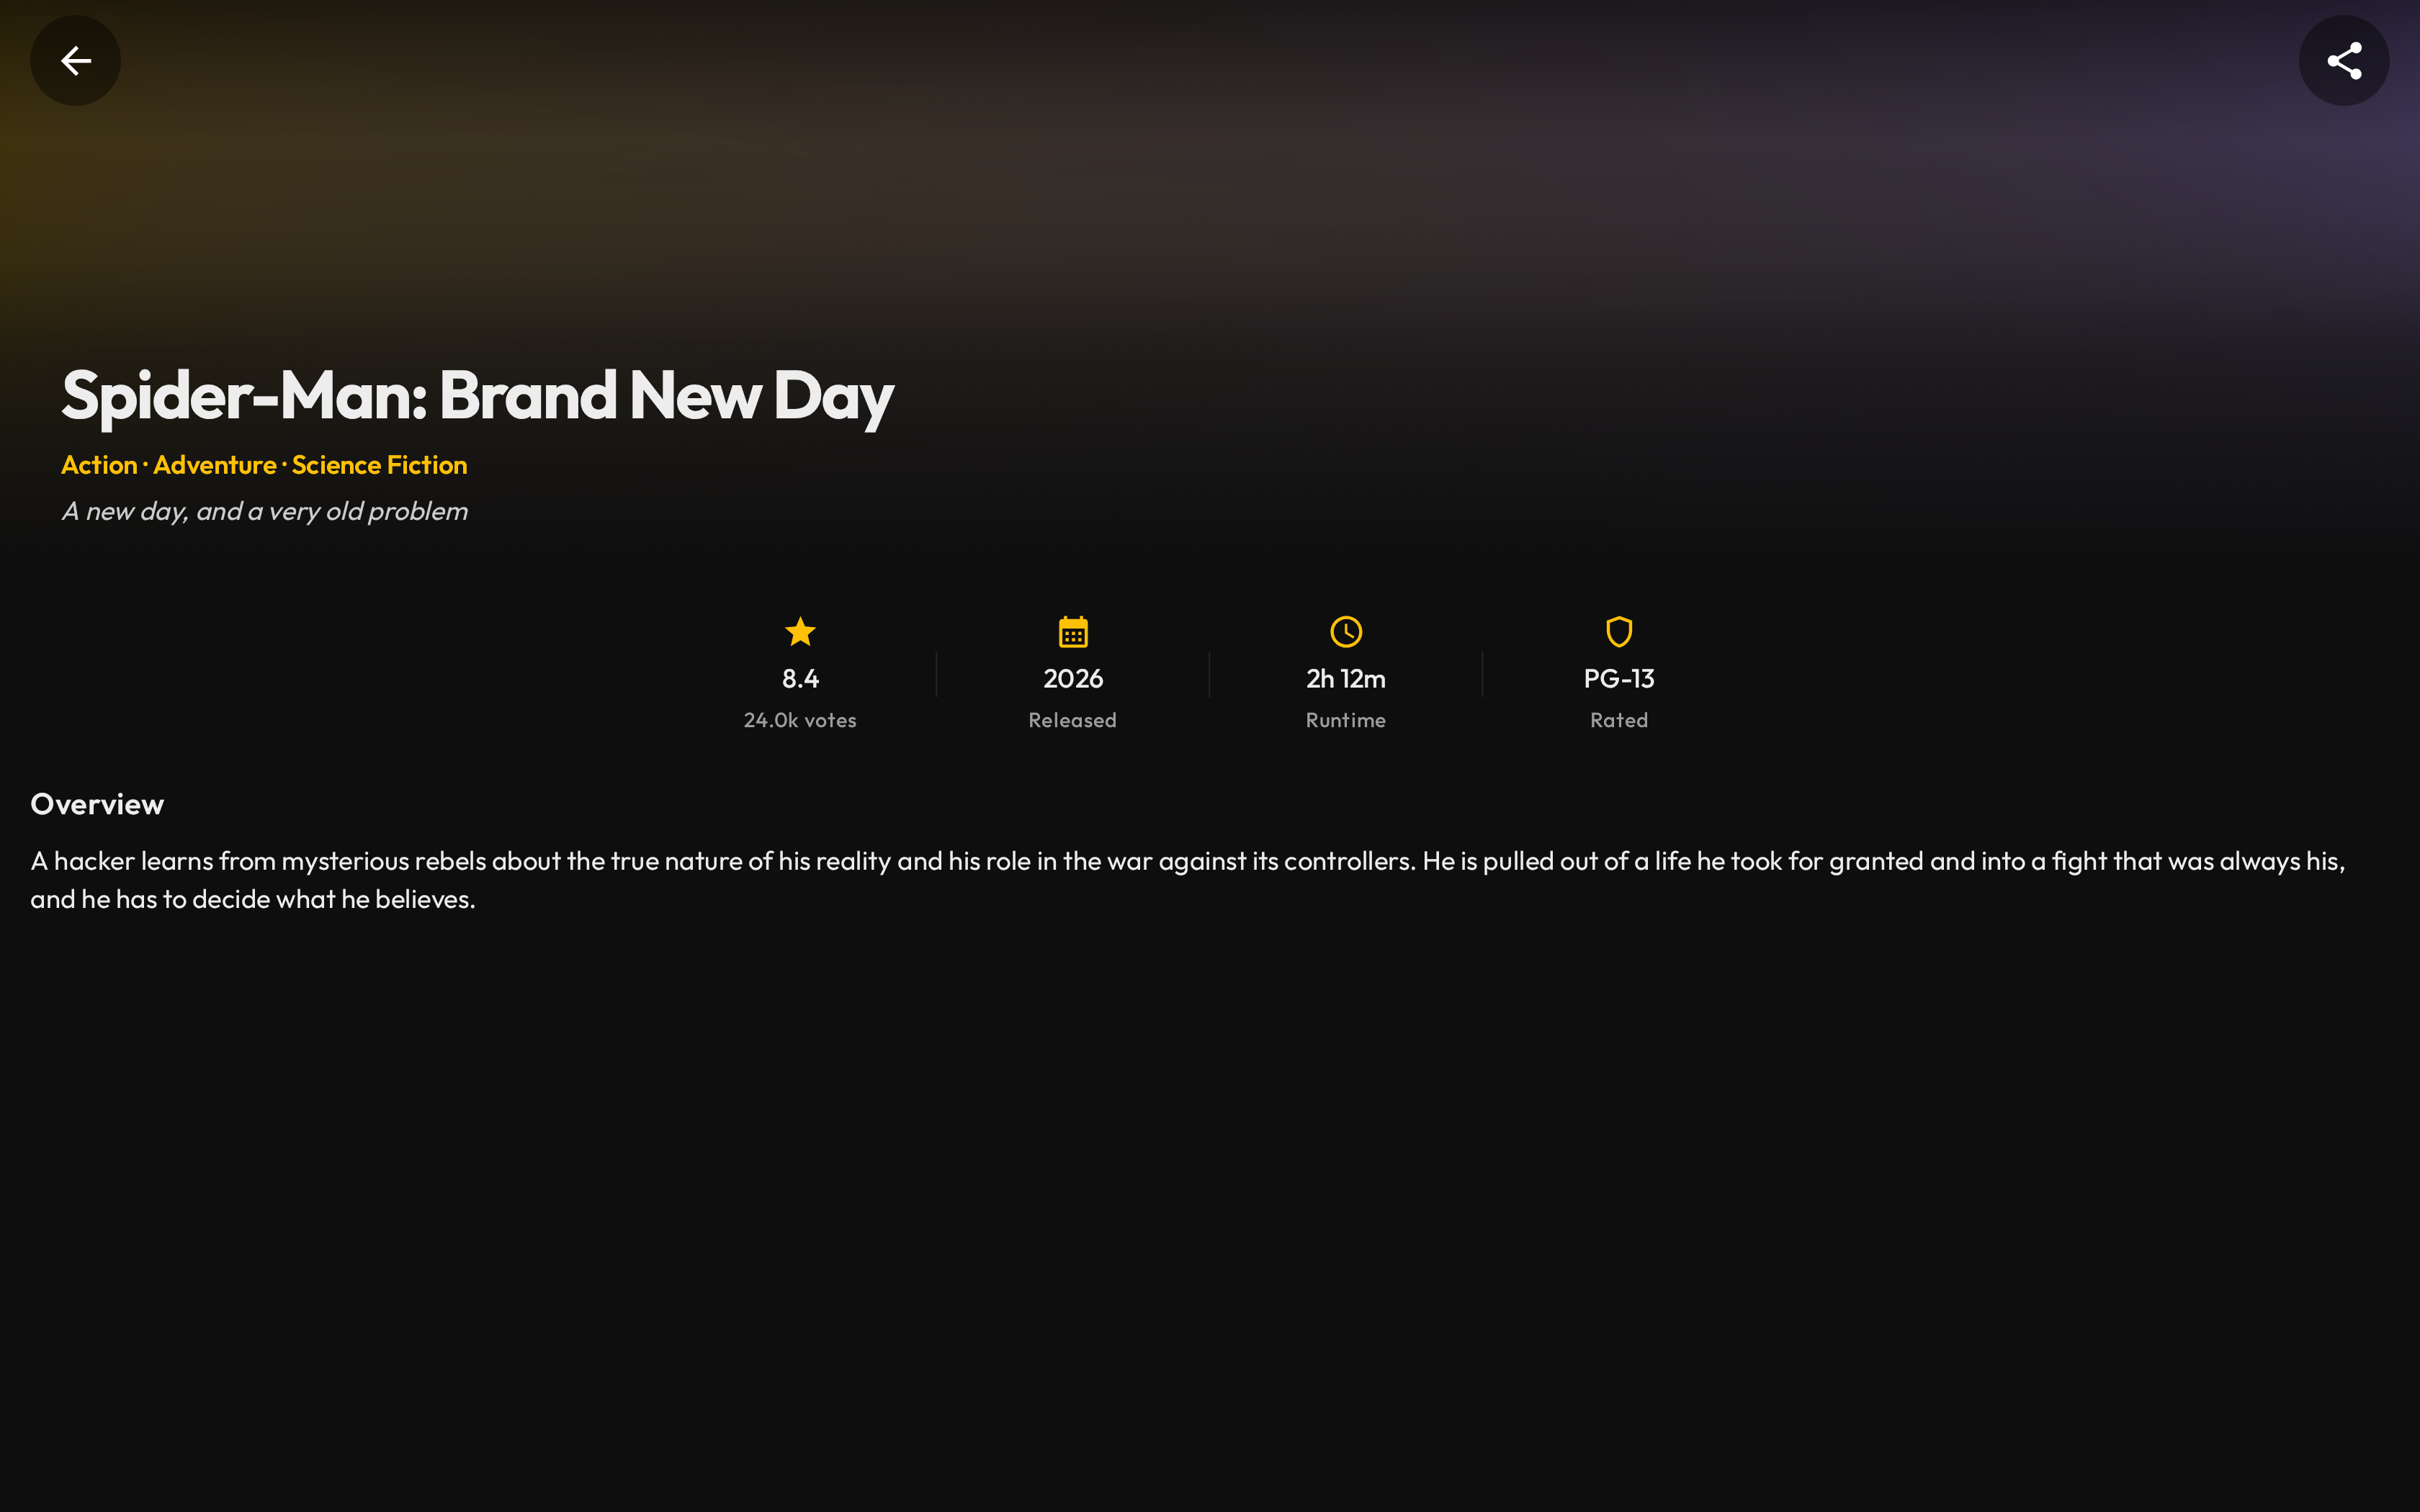 Spider-Man: Brand New Day
Action · Adventure · Science Fiction
A new day, and a very old problem
8.4
24.0k votes
2026
Released
2h 12m
Runtime
PG-13
Rated
Overview
A hacker learns from mysterious rebels about the true nature of his reality and his role in the war against its controllers. He is pulled out of a life he took for granted and into a fight that was always his,
and he has to decide what he believes.